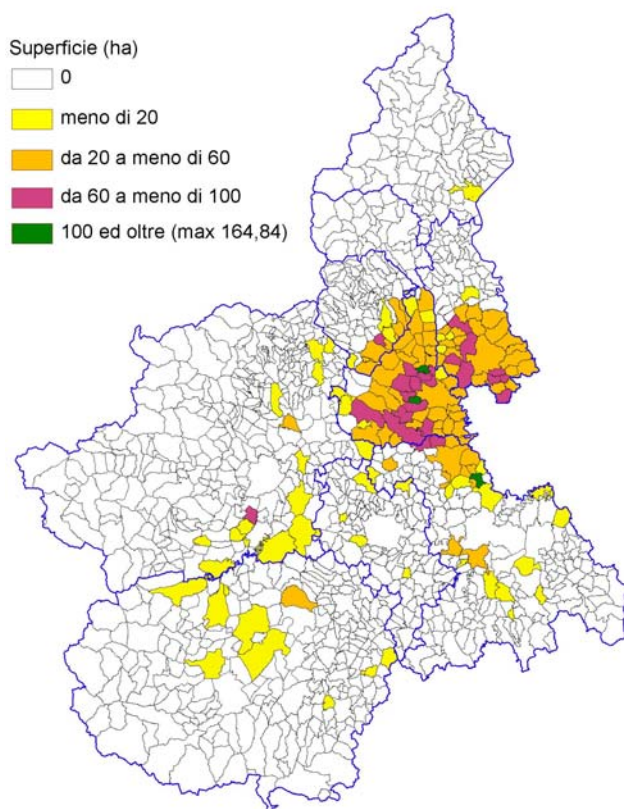 Superficie (ha)
0
meno di 20
da 20 a meno di 60
da 60 a meno di 100
100 ed oltre (max 164,84)